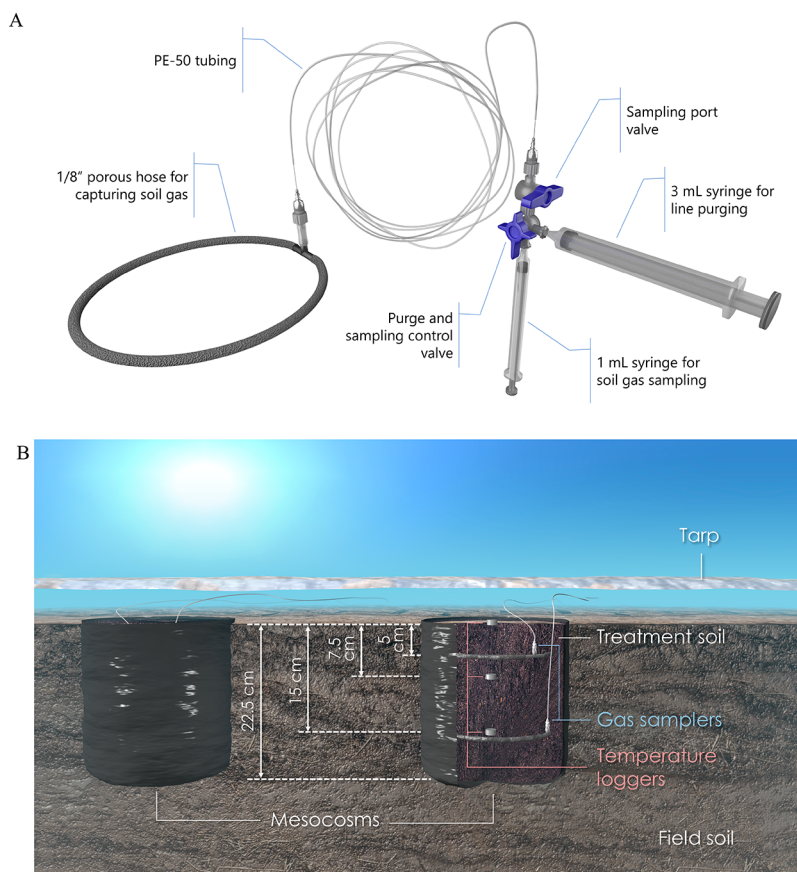 A
PE-50 tubing
Sampling port
valve
1/8" porous hose for
capturing soil gas
3 mL syringe for
line purging
Purge and
sampling control
valve
1 mL syringe for
soil gas sampling
B
Tarp
Treatment soil
5
cm
7.5
cm
15 cm
22.5 cm
Gas samplers
Temperature
loggers
Mesocosms
Field soil